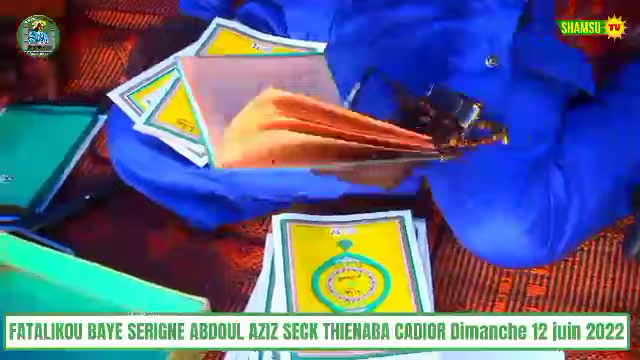 SHAMSU TV
FATALIKOU BAYE SERIGNE ABDOUL AZIZ SECK THIENABA CADIOR Dimanche 12 juin 2022